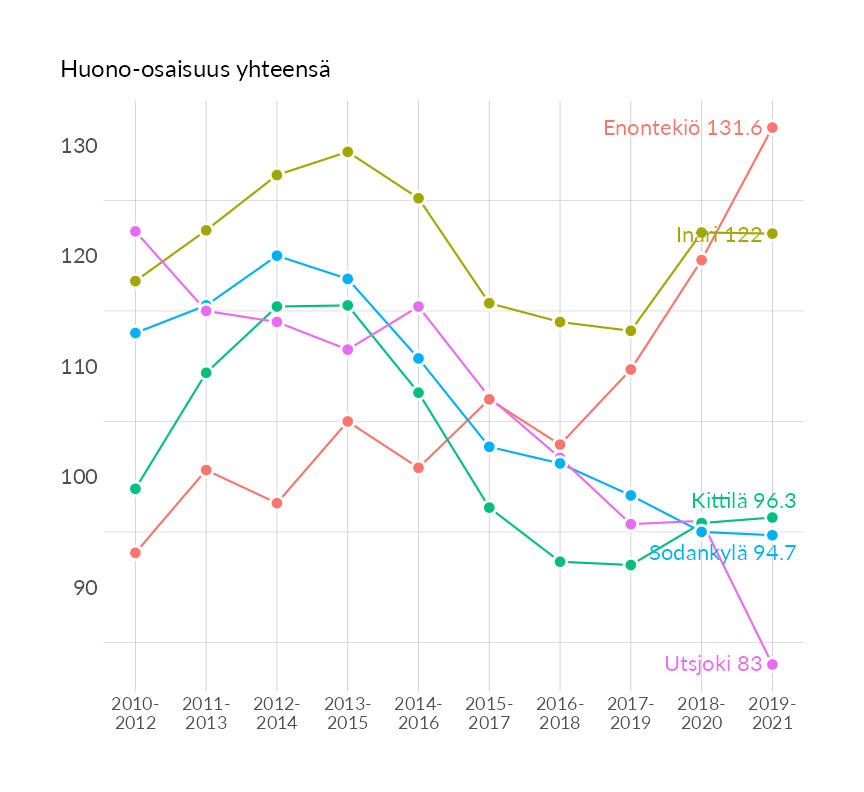 Huono-osaisuus yhteensä
130
120
110
100
90
Enontekiö 131.6
Inari 122
Kittilä 96.3
Sodankylä 94.7
Utsjoki 83
2010- 2011- 2012- 2013- 2014- 2015- 2016- 2017- 2018- 2019-
2012 2013 2014 2015 2016 2017 2018 2019 2020 2021